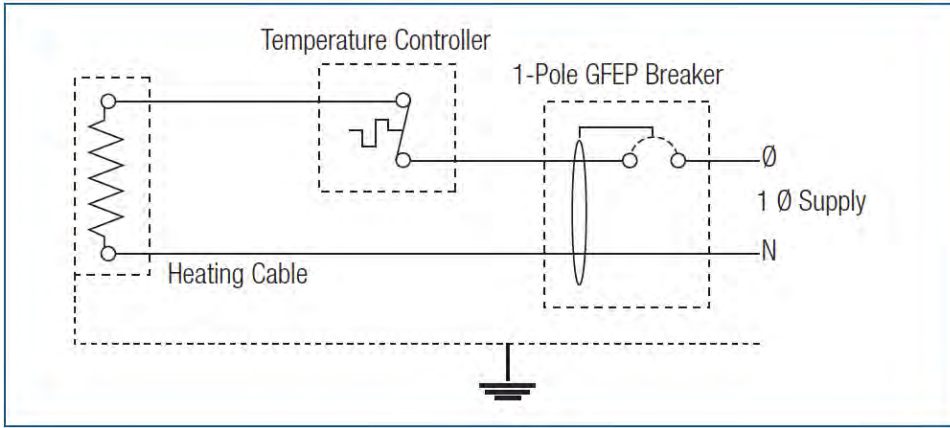 Temperature Controller
1-Pole GFEP Breaker
Ø
1 Ø Supply
N
Heating Cable